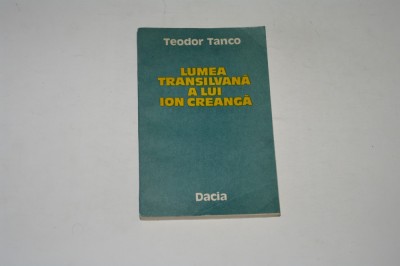 Teodor Tanco
LUMEA
TRANSILVANĂ
A LUI
ION CREANGĂ
Dacia